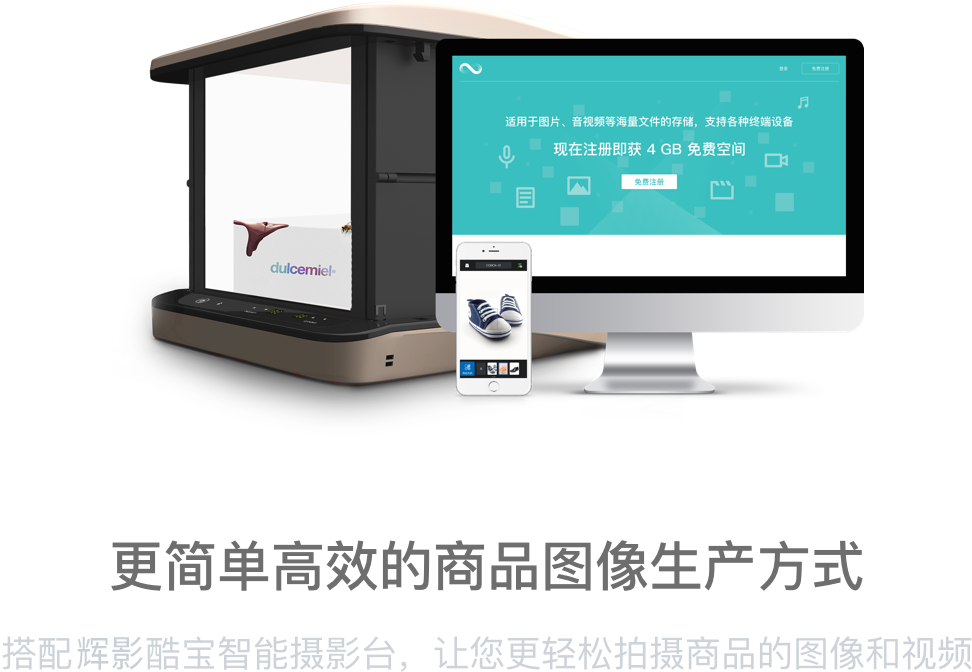 免费注册
适用于图片、音视频等海量文件的存储，支持各种终端设备
现在注册即获 4 GB 免费空间
免费注册
dulcemiel
更简单高效的商品图像生产方式
搭配辉影酷宝智能摄影台，让您更轻松拍摄商品的图像和视频